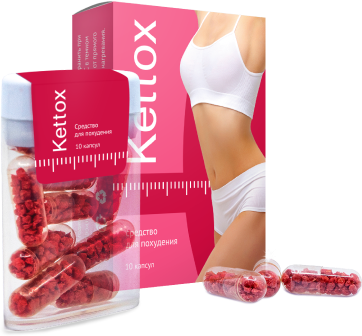 Kettox
Средство
для похудения
10 капсул
Kettox
Средство
для похудения
10 капсул